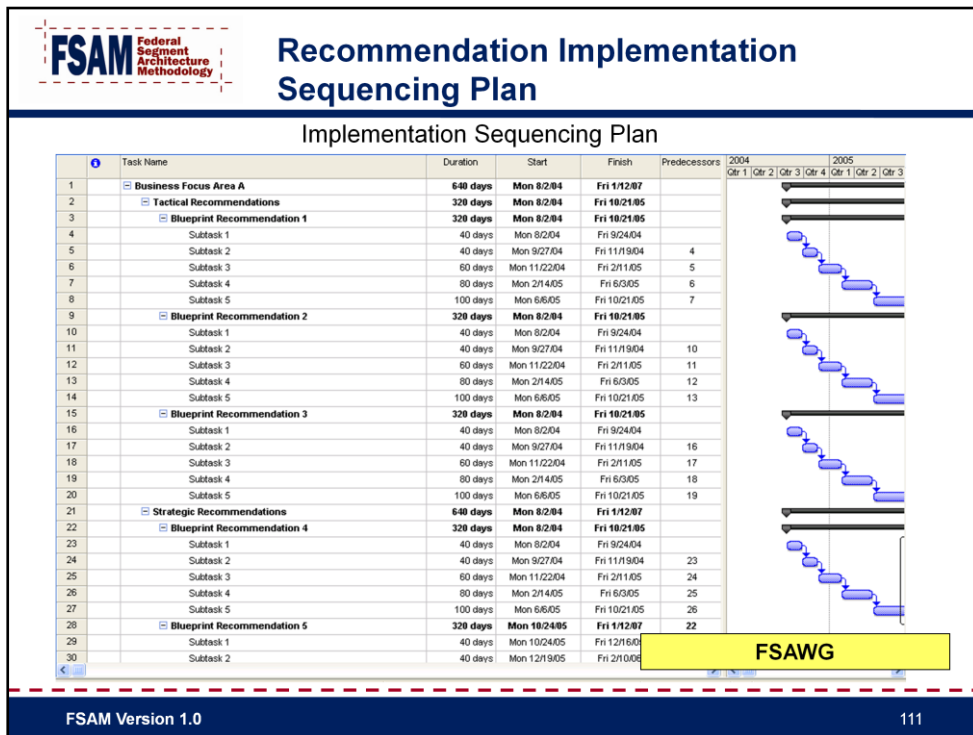 FSAM Federal Segment Architecture Methodology
Recommendation Implementation
Sequencing Plan
Implementation Sequencing Plan
Task Name Duration Start Finish Predecessors 2004 2005
Qtr 1 Qtr 2 Qtr 3 Qtr 4 Qtr 1 Qtr 2 Qtr 3
1 Business Focus Area A 640 days Mon 8/2/04 Fri 1/12/07
2 Tactical Recommendations 320 days Mon 8/2/04 Fri 10/21/05
3 Blueprint Recommendation 1 320 days Mon 8/2/04 Fri 10/21/05
4 Subtask 1 40 days Mon 8/2/04 Fri 9/24/04
5 Subtask 2 40 days Mon 9/27/04 Fri 11/19/04 4
6 Subtask 3 60 days Mon 11/22/04 Fri 2/11/05 5
7 Subtask 4 80 days Mon 2/14/05 Fri 6/3/05 6
8 Subtask 5 100 days Mon 6/6/05 Fri 10/21/05 7
9 Blueprint Recommendation 2 320 days Mon 8/2/04 Fri 10/21/05
10 Subtask 1 40 days Mon 8/2/04 Fri 9/24/04
11 Subtask 2 40 days Mon 9/27/04 Fri 11/19/04 10
12 Subtask 3 60 days Mon 11/22/04 Fri 2/11/05 11
13 Subtask 4 80 days Mon 2/14/05 Fri 6/3/05 12
14 Subtask 5 100 days Mon 6/6/05 Fri 10/21/05 13
15 Blueprint Recommendation 3 320 days Mon 8/2/04 Fri 10/21/05
16 Subtask 1 40 days Mon 8/2/04 Fri 9/24/04
17 Subtask 2 40 days Mon 9/27/04 Fri 11/19/04 16
18 Subtask 3 60 days Mon 11/22/04 Fri 2/11/05 17
19 Subtask 4 80 days Mon 2/14/05 Fri 6/3/05 18
20 Subtask 5 100 days Mon 6/6/05 Fri 10/21/05 19
21 Strategic Recommendations 640 days Mon 8/2/04 Fri 1/12/07
22 Blueprint Recommendation 4 320 days Mon 8/2/04 Fri 10/21/05
23 Subtask 1 40 days Mon 8/2/04 Fri 9/24/04
24 Subtask 2 40 days Mon 9/27/04 Fri 11/19/04 23
25 Subtask 3 60 days Mon 11/22/04 Fri 2/11/05 24
26 Subtask 4 80 days Mon 2/14/05 Fri 6/3/05 25
27 Subtask 5 100 days Mon 6/6/05 Fri 10/21/05 26
28 Blueprint Recommendation 5 320 days Mon 10/24/05 Fri 1/12/07 22
29 Subtask 1 40 days Mon 10/24/05 Fri
30 Subtask 2 40 days Mon 12/19/05 Fri
FSAWG
FSAM Version 1.0 111